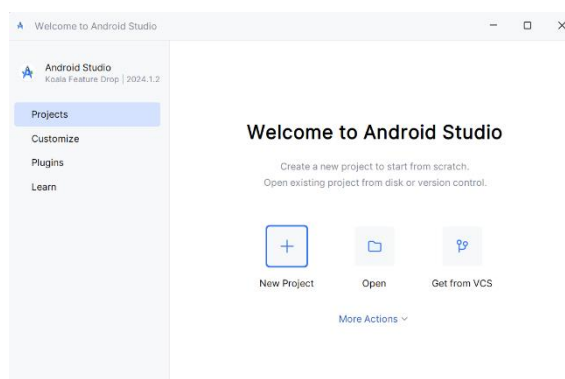 Welcome to Android Studio
Android Studio
Koala Feature Drop | 2024.1.2
Projects
Customize
Plugins
Learn
Welcome to Android Studio
Create a new project to start from scratch.
Open existing project from disk or version control.
New Project
Open
Get from VCS
More Actions